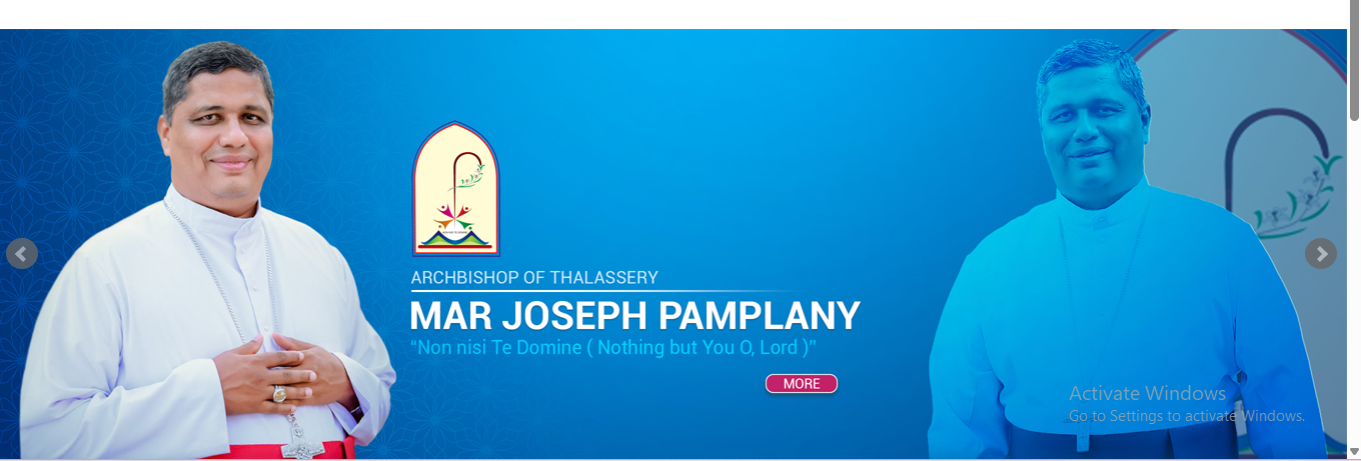 ARCHBISHOP OF THALASSERY
MAR JOSEPH PAMPLANY
“Non nisi Te Domine ( Nothing but You O, Lord )”
MORE
Activate Windows
Go to Settings to activate Windows.